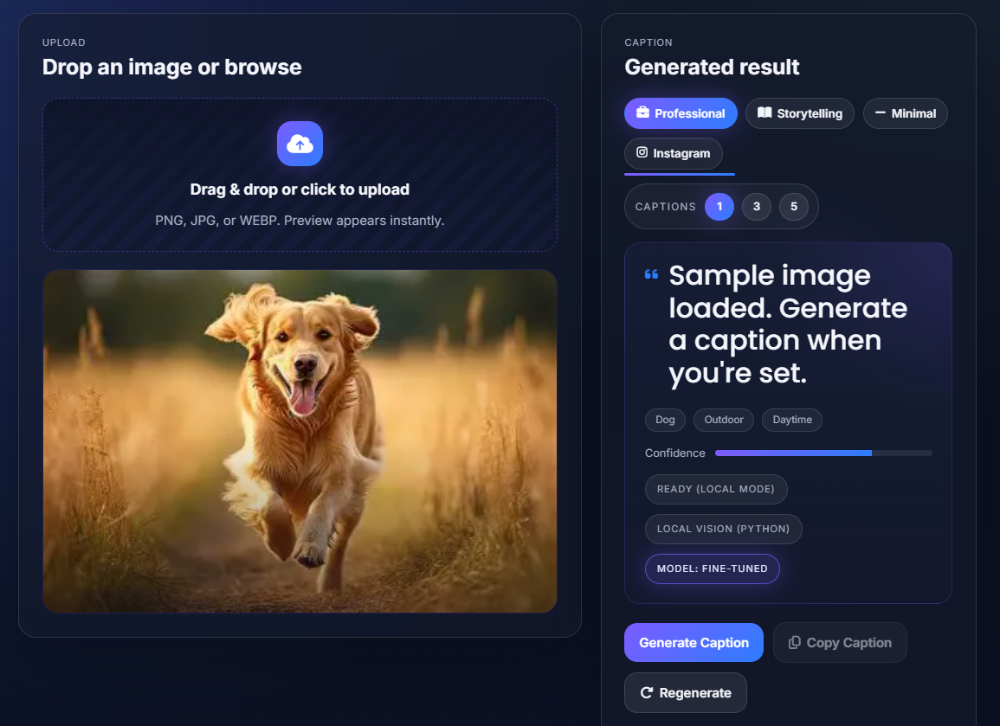 UPLOAD
Drop an image or browse
Drag & drop or click to upload
PNG, JPG, or WEBP. Preview appears instantly.
CAPTION
Generated result
Professional
Storytelling
Minimal
Instagram
CAPTIONS 1 3 5
“ Sample image
loaded. Generate
a caption when
you're set.
Dog
Outdoor
Daytime
Confidence
READY (LOCAL MODE)
LOCAL VISION (PYTHON)
MODEL: FINE-TUNED
Generate Caption
Copy Caption
Regenerate